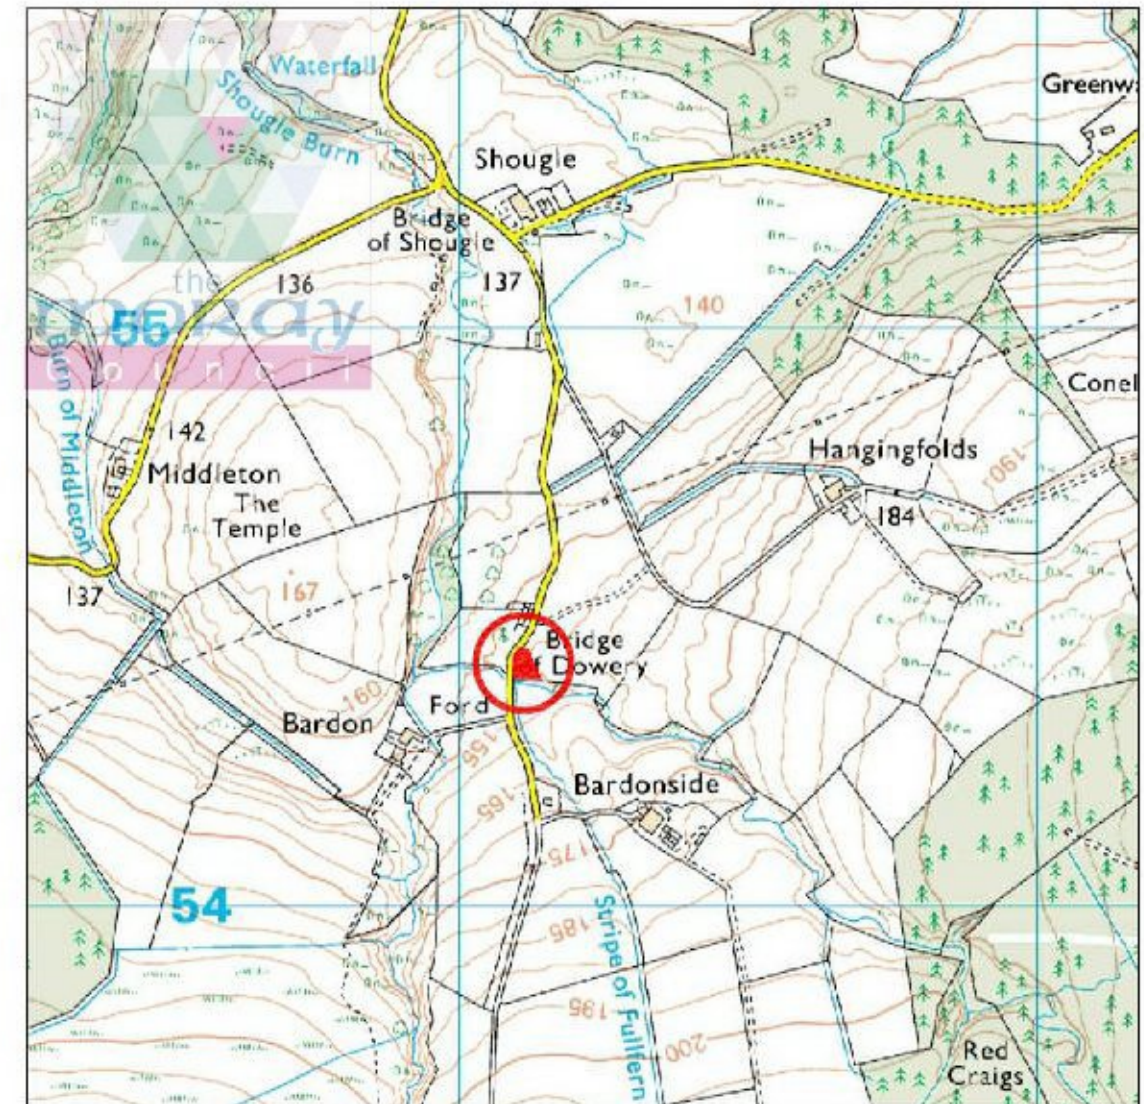 Waterfall
Shougle Burn
Greenw
Shougle
Bridge
of Shougle
137
136
the
moray
council
140
55
Burn of Middleton
142
Middleton
The
Temple
Conel
Hangingfolds
190
184
167
137
Bridge
of Dowery
160
Ford
Bardon
155
165
Bardonside
175
54
185
Stripe of Fullfern
195
200
Red
Craigs